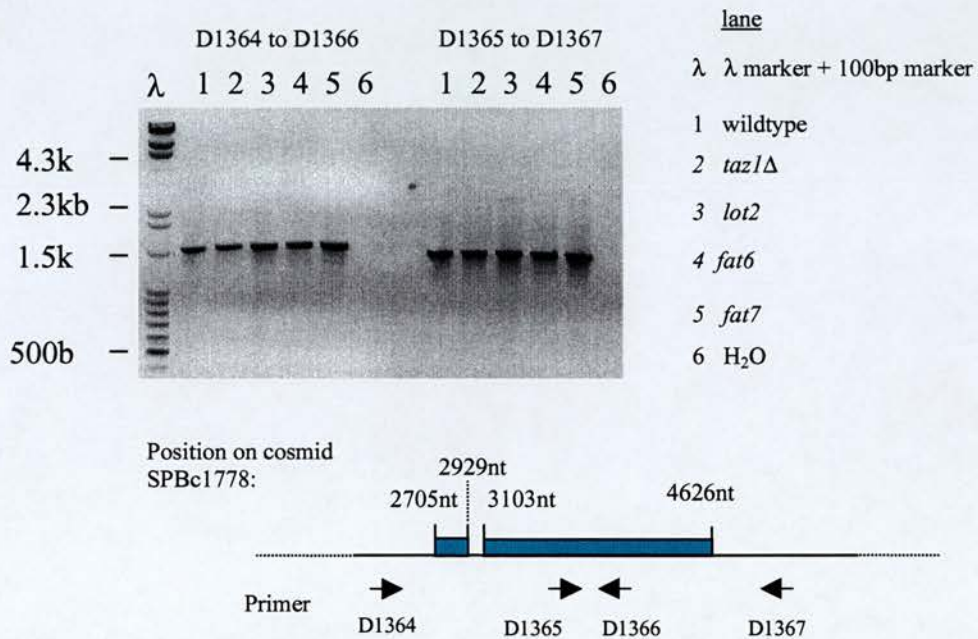 D1364 to D1366
D1365 to D1367
λ 1 2 3 4 5 6
1 2 3 4 5 6
4.3k
2.3kb
1.5k
500b
lane
λ λ marker + 100bp marker
1 wildtype
2 taz1Δ
3 lot2
4 fat6
5 fat7
6 H₂O
Position on cosmid
SPBc1778:
2929nt
2705nt
3103nt
4626nt
Primer
D1364
D1365
D1366
D1367